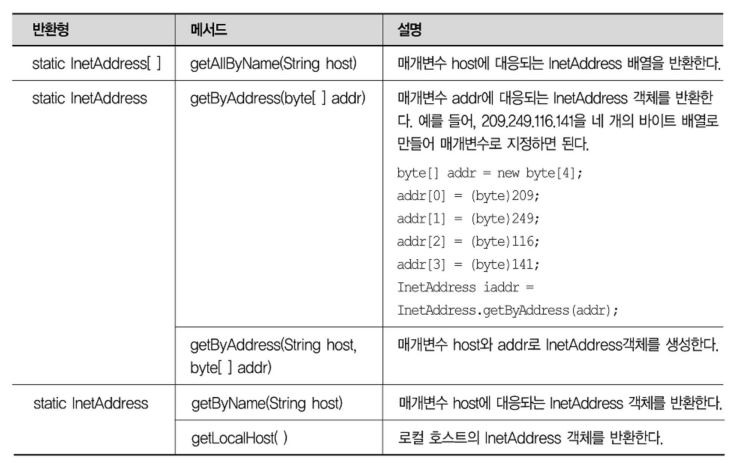 반환형 메서드 설명
static InetAddress[ ] getAllByName(String host) 매개변수 host에 대응되는 InetAddress 배열을 반환한다.
static InetAddress getByAddress(byte[ ] addr) 매개변수 addr에 대응되는 InetAddress 객체를 반환한
다. 예를 들어, 209.249.116.141을 네 개의 바이트 배열로
만들어 매개변수로 지정하면 된다.
byte[] addr = new byte[4];
addr[0] = (byte)209;
addr[1] = (byte)249;
addr[2] = (byte)116;
addr[3] = (byte)141;
InetAddress iaddr =
InetAddress.getByAddress(addr);
getByAddress(String host, 매개변수 host와 addr로 InetAddress객체를 생성한다.
byte[ ] addr)
static InetAddress getByName(String host) 매개변수 host에 대응되는 InetAddress 객체를 반환한다.
getLocalHost( ) 로컬 호스트의 InetAddress 객체를 반환한다.